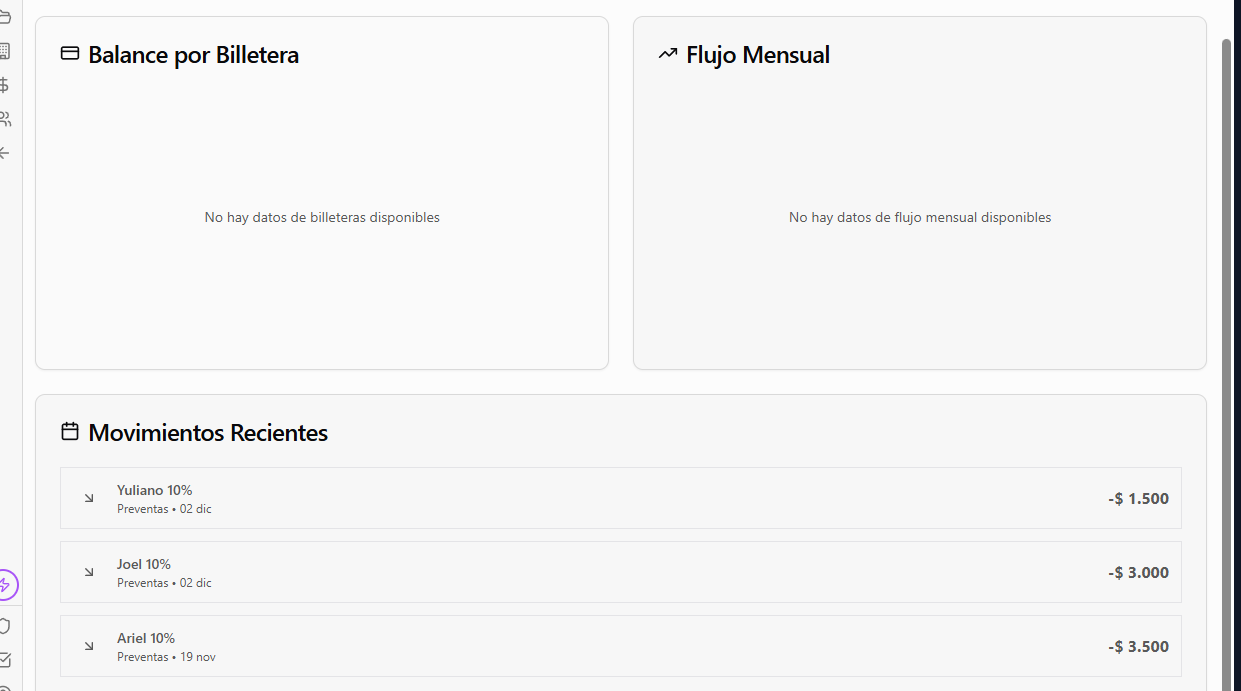 Balance por Billetera
No hay datos de billeteras disponibles
Flujo Mensual
No hay datos de flujo mensual disponibles
Movimientos Recientes
Yuliano 10%
Preventas • 02 dic
-$ 1.500
Joel 10%
Preventas • 02 dic
-$ 3.000
Ariel 10%
Preventas • 19 nov
-$ 3.500